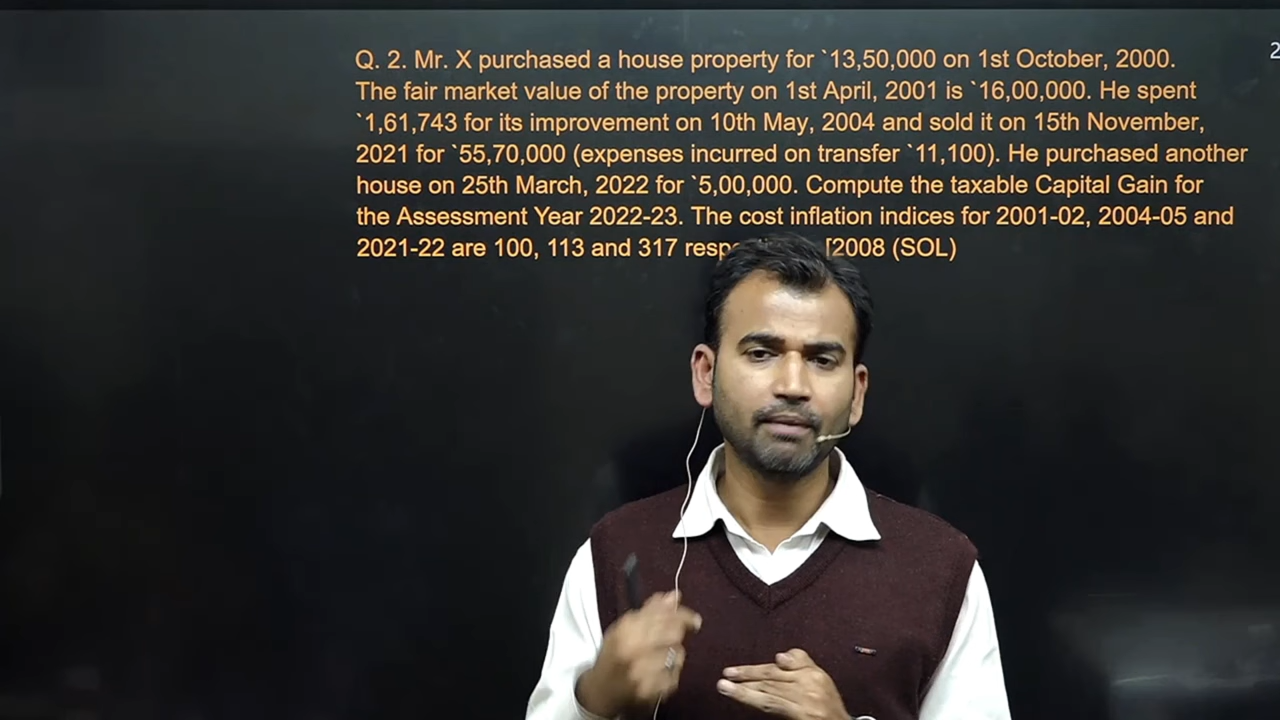 Q. 2. Mr. X purchased a house property for `13,50,000 on 1st October, 2000.
The fair market value of the property on 1st April, 2001 is `16,00,000. He spent
`1,61,743 for its improvement on 10th May, 2004 and sold it on 15th November,
2021 for `55,70,000 (expenses incurred on transfer `11,100). He purchased another
house on 25th March, 2022 for `5,00,000. Compute the taxable Capital Gain for
the Assessment Year 2022-23. The cost inflation indices for 2001-02, 2004-05 and
2021-22 are 100, 113 and 317 [2008 (SOL)
2